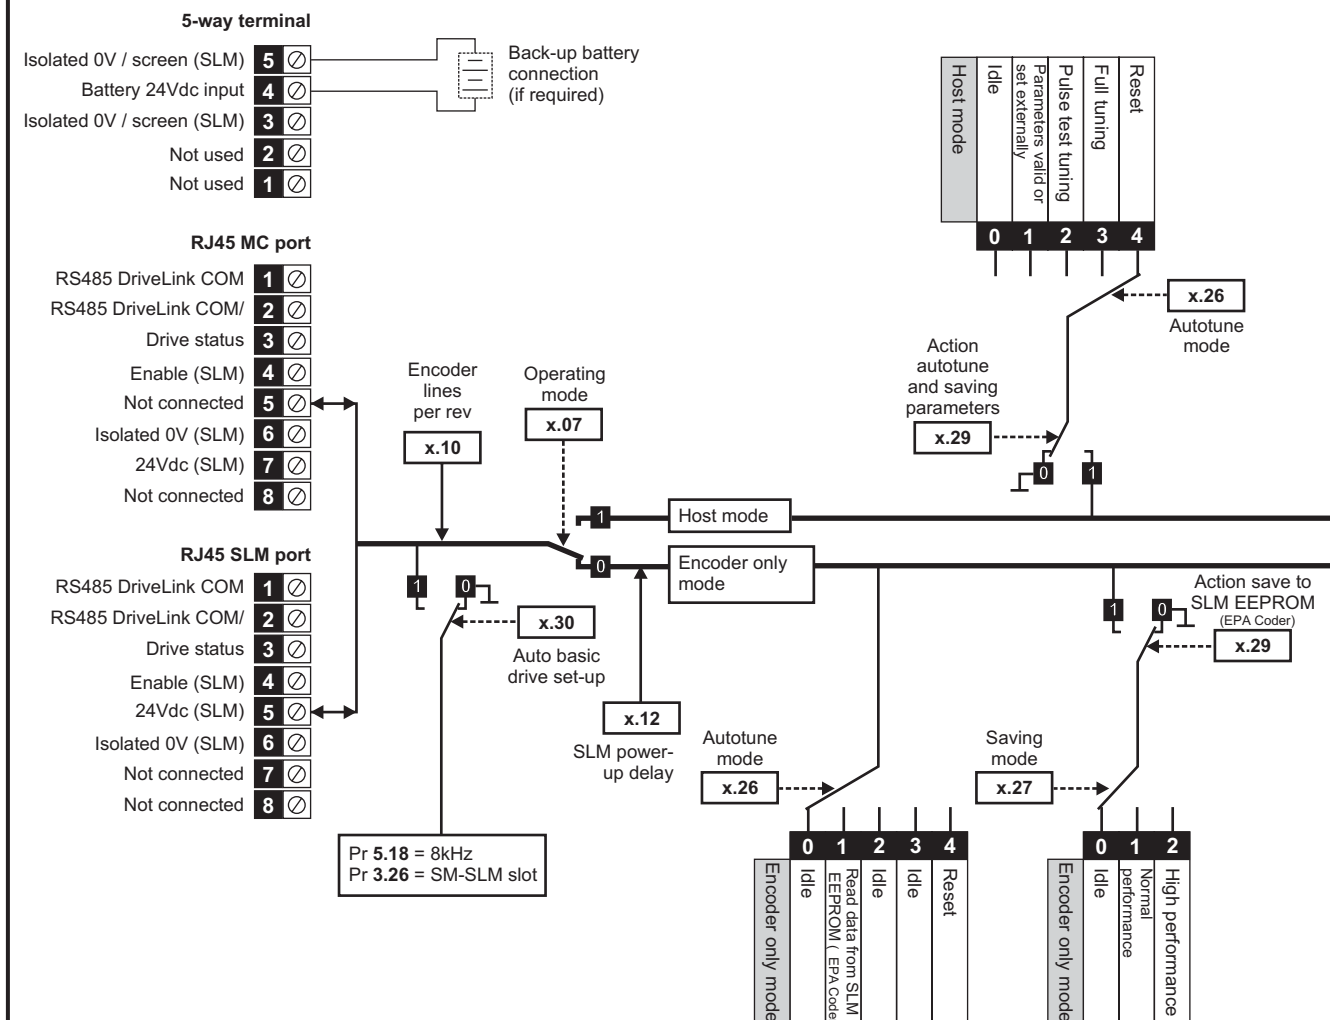 5-way terminal
Isolated 0V / screen (SLM) 5
Battery 24Vdc input 4
Isolated 0V / screen (SLM) 3
Not used 2
Not used 1
Back-up battery
connection
(if required)
RJ45 MC port
RS485 DriveLink COM 1
RS485 DriveLink COM/ 2
Drive status 3
Enable (SLM) 4
Not connected 5
Isolated 0V (SLM) 6
24Vdc (SLM) 7
Not connected 8
RJ45 SLM port
RS485 DriveLink COM 1
RS485 DriveLink COM/ 2
Drive status 3
Enable (SLM) 4
24Vdc (SLM) 5
Isolated 0V (SLM) 6
Not connected 7
Not connected 8
Encoder
lines
per rev
x.10
Operating
mode
x.07
1
Host mode
0
Encoder only
mode
1 0
x.30
Auto basic
drive set-up
Pr 5.18 = 8kHz
Pr 3.26 = SM-SLM slot
x.12
SLM power-
up delay
Host mode
Idle
Parameters valid or
set externally
Pulse test tuning
Full tuning
Reset
0 1 2 3 4
x.26
Autotune
mode
Action
autotune
and saving
parameters
x.29
0 1
Autotune
mode
x.26
0 1 2 3 4
Encoder only mode
Idle
Read data from SLM
EEPROM ( EPA Code
Idle
Idle
Reset
1 0
Action save to
SLM EEPROM
(EPA Coder)
x.29
Saving
mode
x.27
0 1 2
Encoder only mode
Idle
Normal
performance
High performance